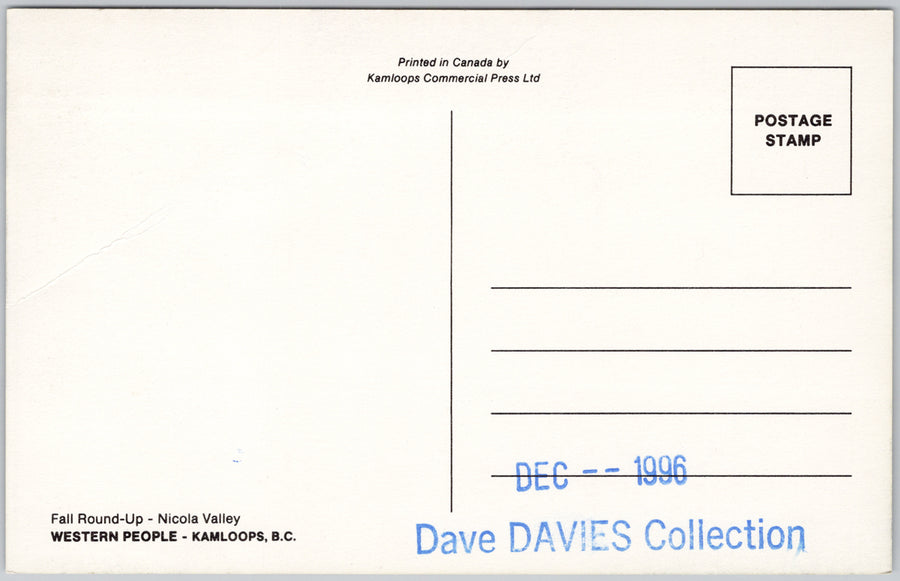 Printed in Canada by
Kamloops Commercial Press Ltd
POSTAGE
STAMP
DEC -- 1996
Fall Round-Up - Nicola Valley
WESTERN PEOPLE - KAMLOOPS, B.C.
Dave DAVIES Collection